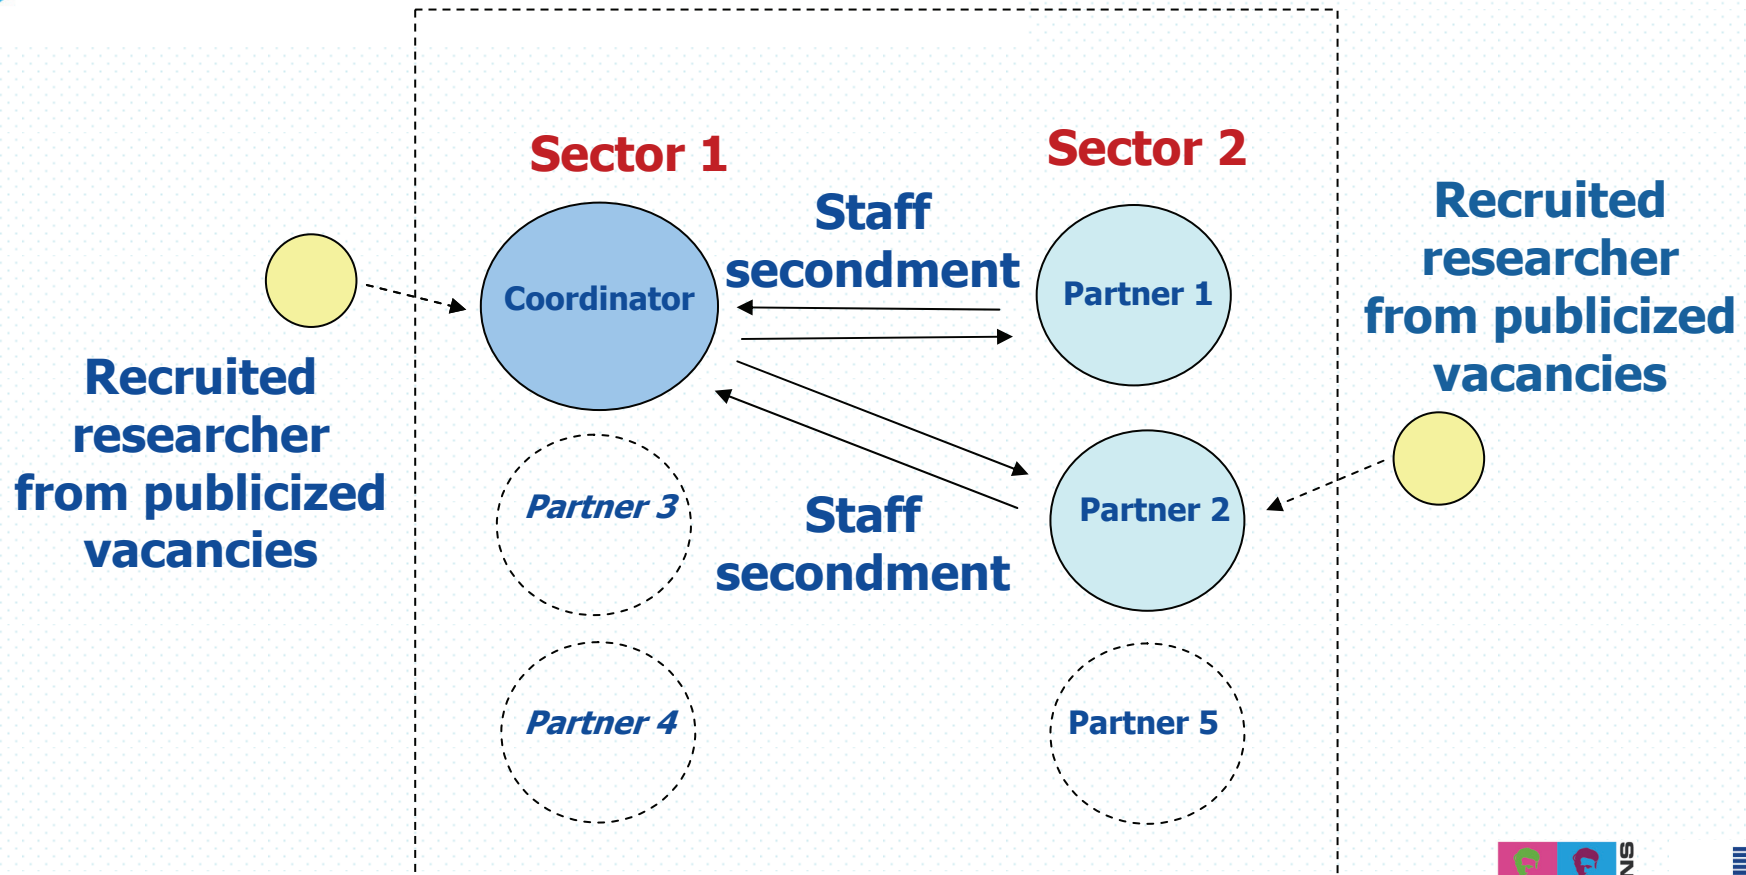 Sector 1
Sector 2
Staff
secondment
Coordinator
Partner 1
Recruited
researcher
from publicized
vacancies
Recruited
researcher
from publicized
vacancies
Partner 3
Staff
secondment
Partner 2
Partner 4
Partner 5